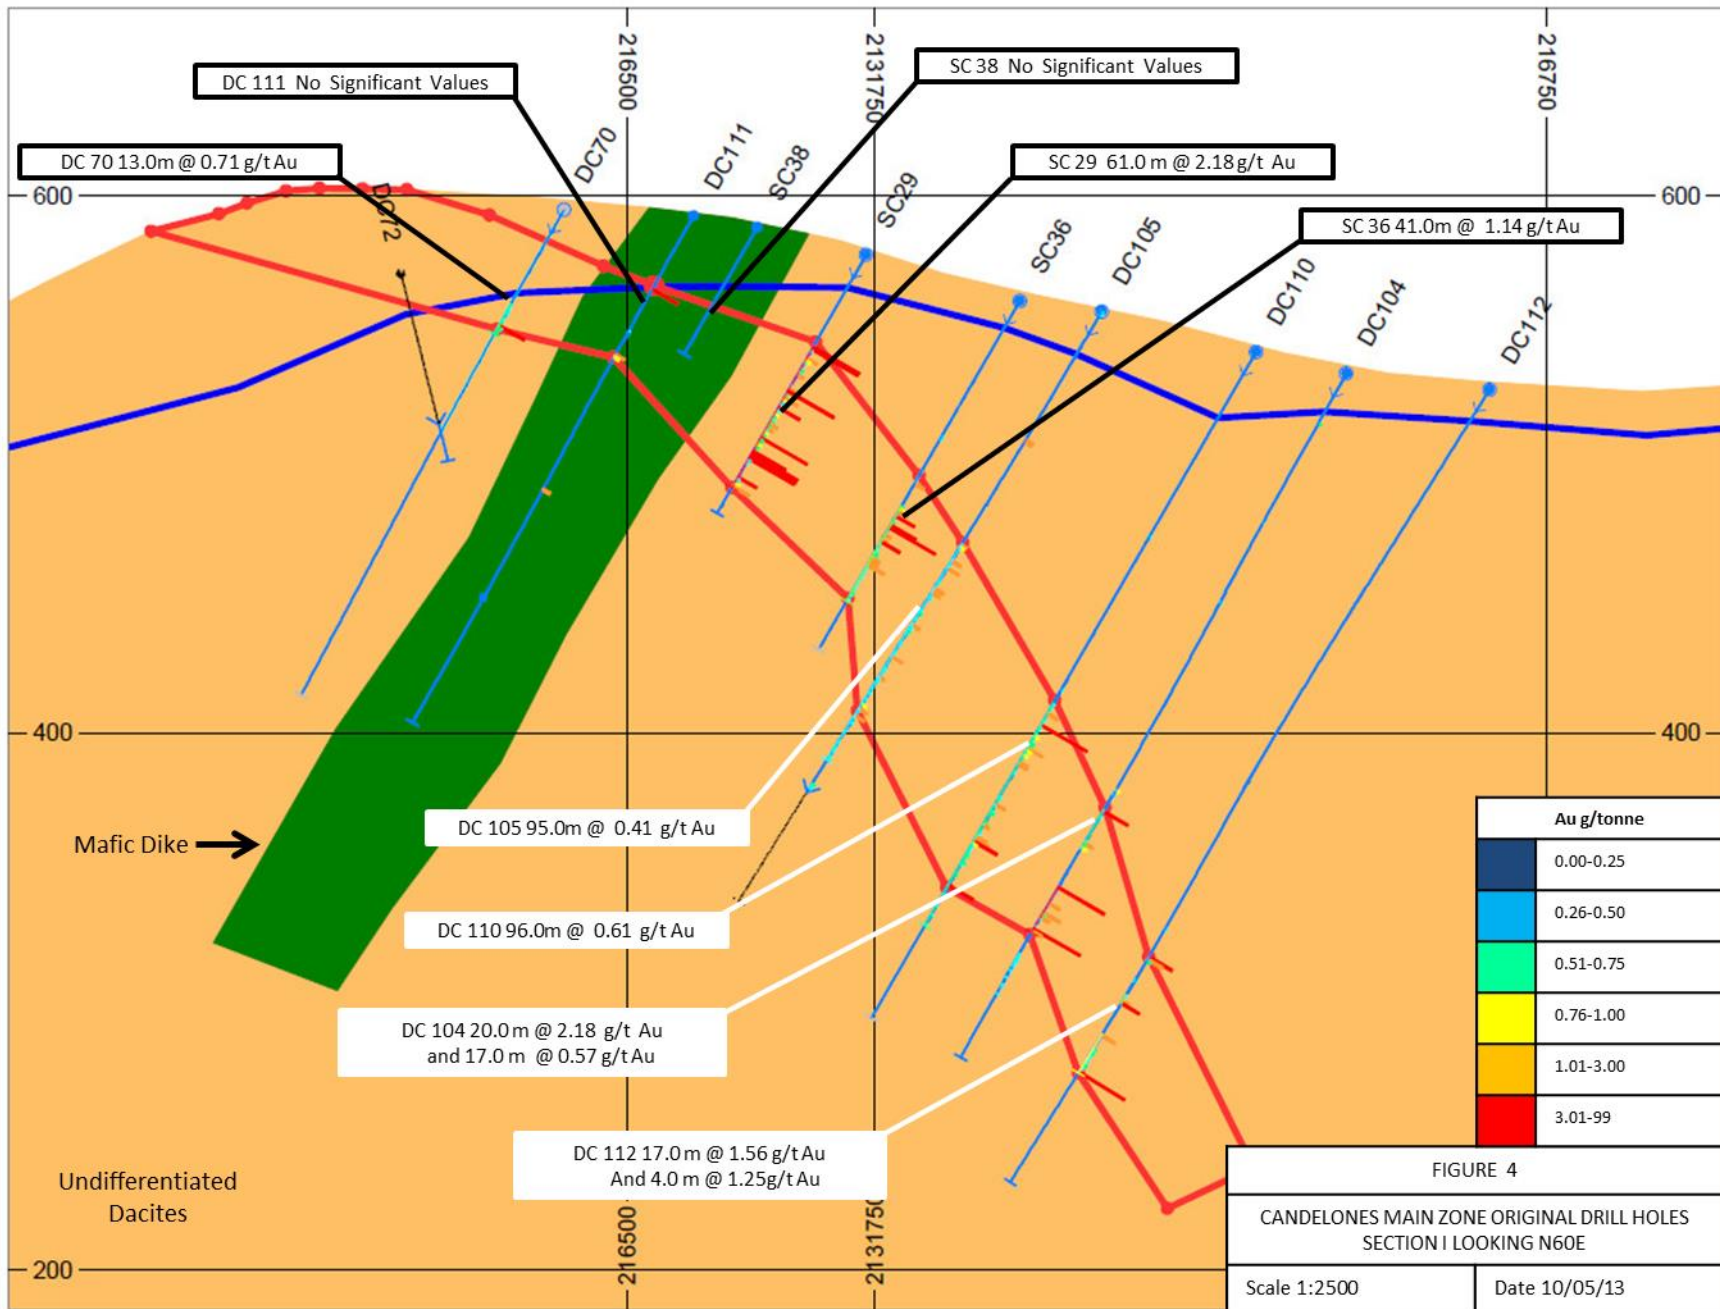 2165000
2131750
2166750
DC 111 No Significant Values
SC 38 No Significant Values
DC70
DC111
SC38
DC 70 13.0m @ 0.71 g/t Au
SC 29 61.0 m @ 2.18 g/t Au
600
600
DC72
SC29
SC 36 41.0m @ 1.14 g/t Au
SC36
DC105
DC110
DC104
DC112
400
400
DC 105 95.0m @ 0.41 g/t Au
Mafic Dike
DC 110 96.0m @ 0.61 g/t Au
DC 104 20.0 m @ 2.18 g/t Au
and 17.0 m @ 0.57 g/t Au
DC 112 17.0 m @ 1.56 g/t Au
And 4.0 m @ 1.25g/t Au
Undifferentiated
Dacites
2165000
2131750
200
Au g/tonne
0.00-0.25
0.26-0.50
0.51-0.75
0.76-1.00
1.01-3.00
3.01-99
FIGURE 4
CANDELONES MAIN ZONE ORIGINAL DRILL HOLES
SECTION I LOOKING N60E
Scale 1:2500
Date 10/05/13